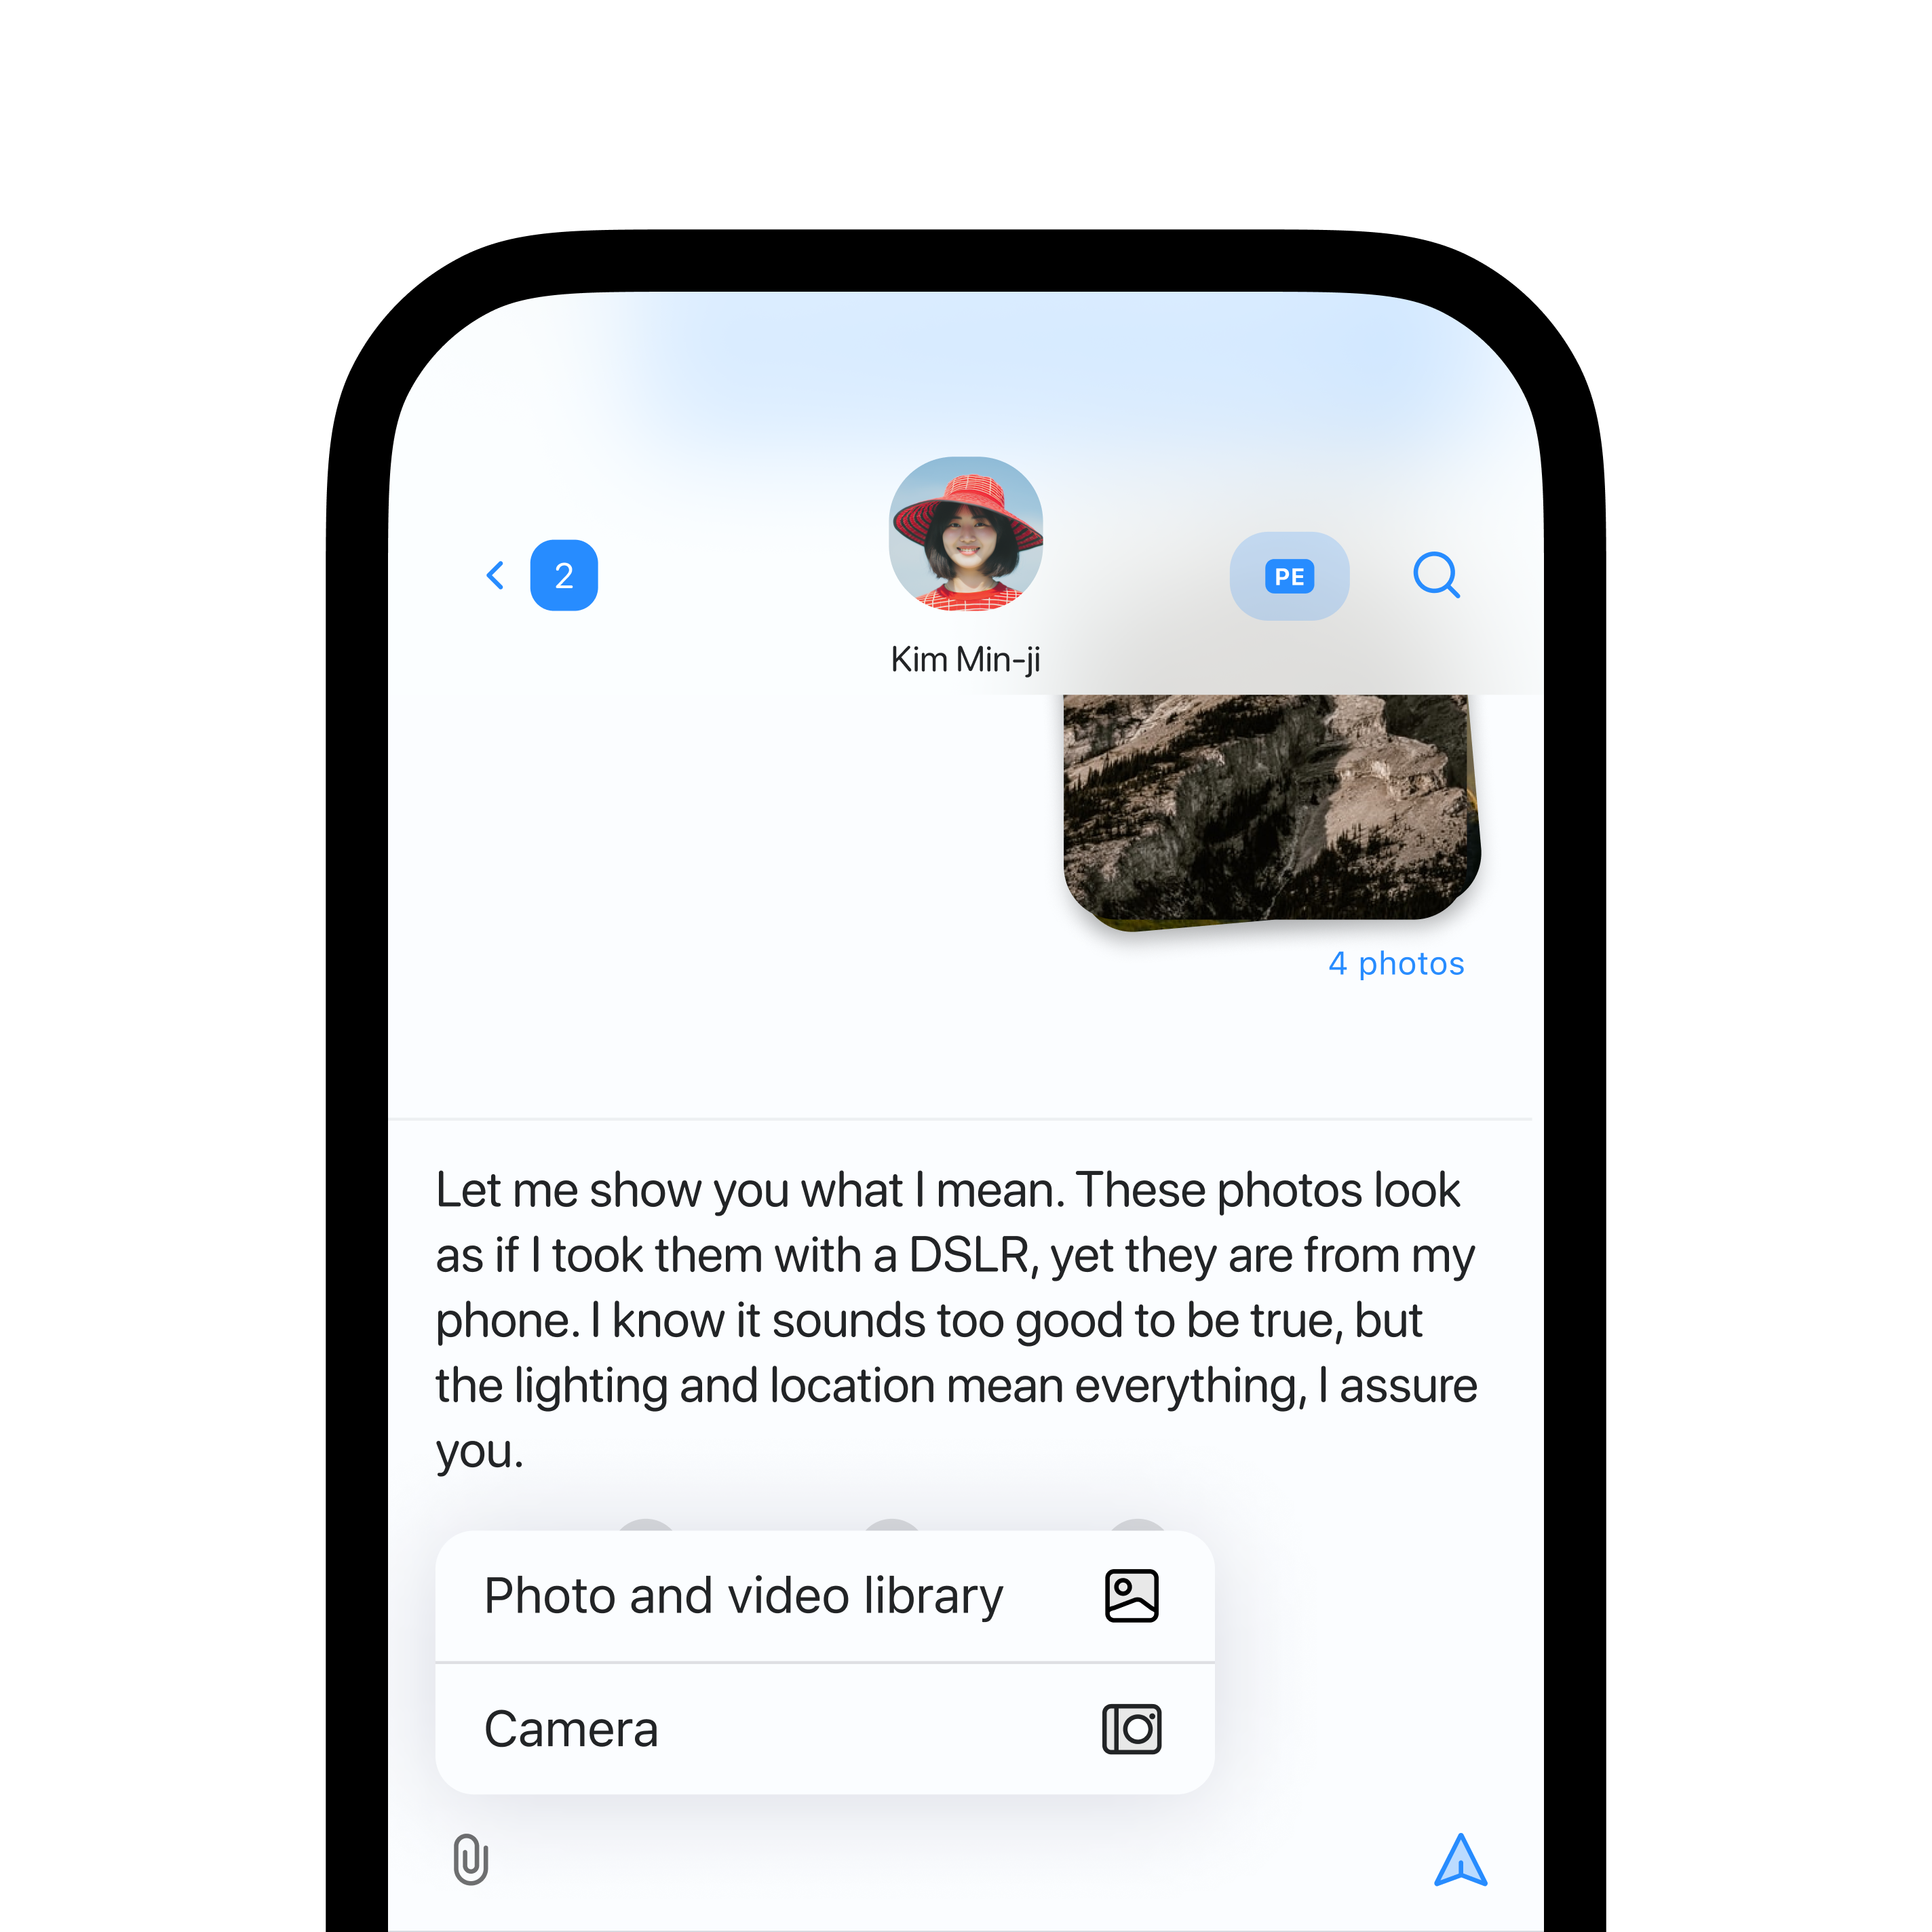 2
PE
Kim Min-ji
4 photos
Let me show you what I mean. These photos look
as if I took them with a DSLR, yet they are from my
phone. I know it sounds too good to be true, but
the lighting and location mean everything, I assure
you.
Photo and video library
Camera